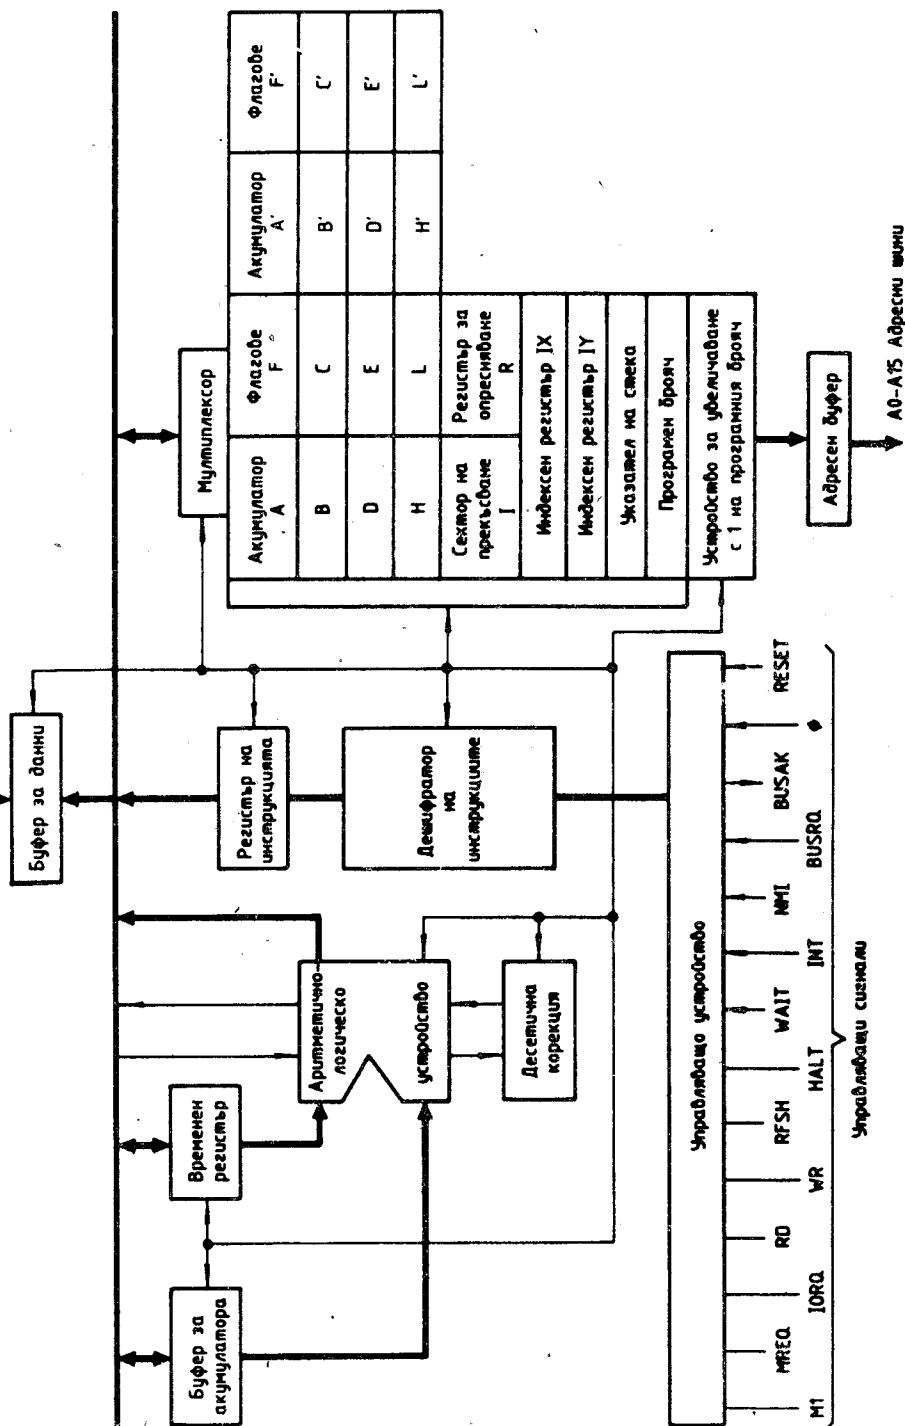 Буфер за данни
Мултиплексор
Акумулатор
A
Флагове
F
Акумулатор
A'
Флагове
F'
B
C
B'
C'
D
E
D'
E'
H
L
H'
L'
Сектор на
прекъсване
I
Регистър за
опресняване
R
Индексен регистър IX
Индексен регистър IY
Указател на стека
Програмен брояч
Устройство за увеличаване
с 1 на програмния брояч
Адресен буфер
A0-A15 Адресни шини
Буфер за
акумулатора
Временен
регистър
Аритметично
логическо
устройство
Десетична
корекция
Регистър на
инструкцията
Дешифратор
на
инструкциите
Управляващо устройство
M1
MREQ
IORQ
RD
WR
RFSH
HALT
WAIT
INT
NMI
BUSRQ
BUSAK
Φ
RESET
Управляващи сигнали